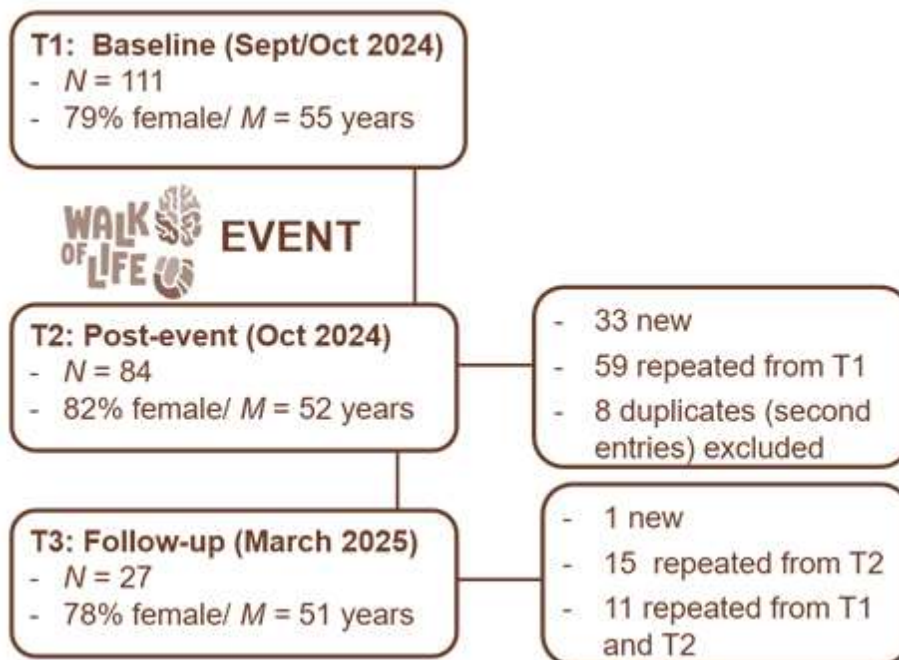 T1: Baseline (Sept/Oct 2024)
- N = 111
- 79% female/ M = 55 years
WALK
OF LIFE
EVENT
T2: Post-event (Oct 2024)
- N = 84
- 82% female/ M = 52 years
- 33 new
- 59 repeated from T1
- 8 duplicates (second
entries) excluded
T3: Follow-up (March 2025)
- N = 27
- 78% female/ M = 51 years
- 1 new
- 15 repeated from T2
- 11 repeated from T1
and T2